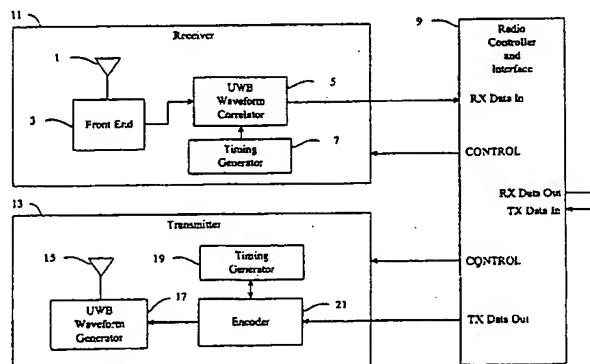 11
Receiver
1
3
Front End
UWB
Waveform
Correlator
5
Timing
Generator
7
9
Radio
Controller
and
Interface
RX Data In
CONTROL
RX Data Out
TX Data In
CONTROL
TX Data Out
13
Transmitter
15
19
Timing
Generator
UWB
Waveform
Generator
17
Encoder
21